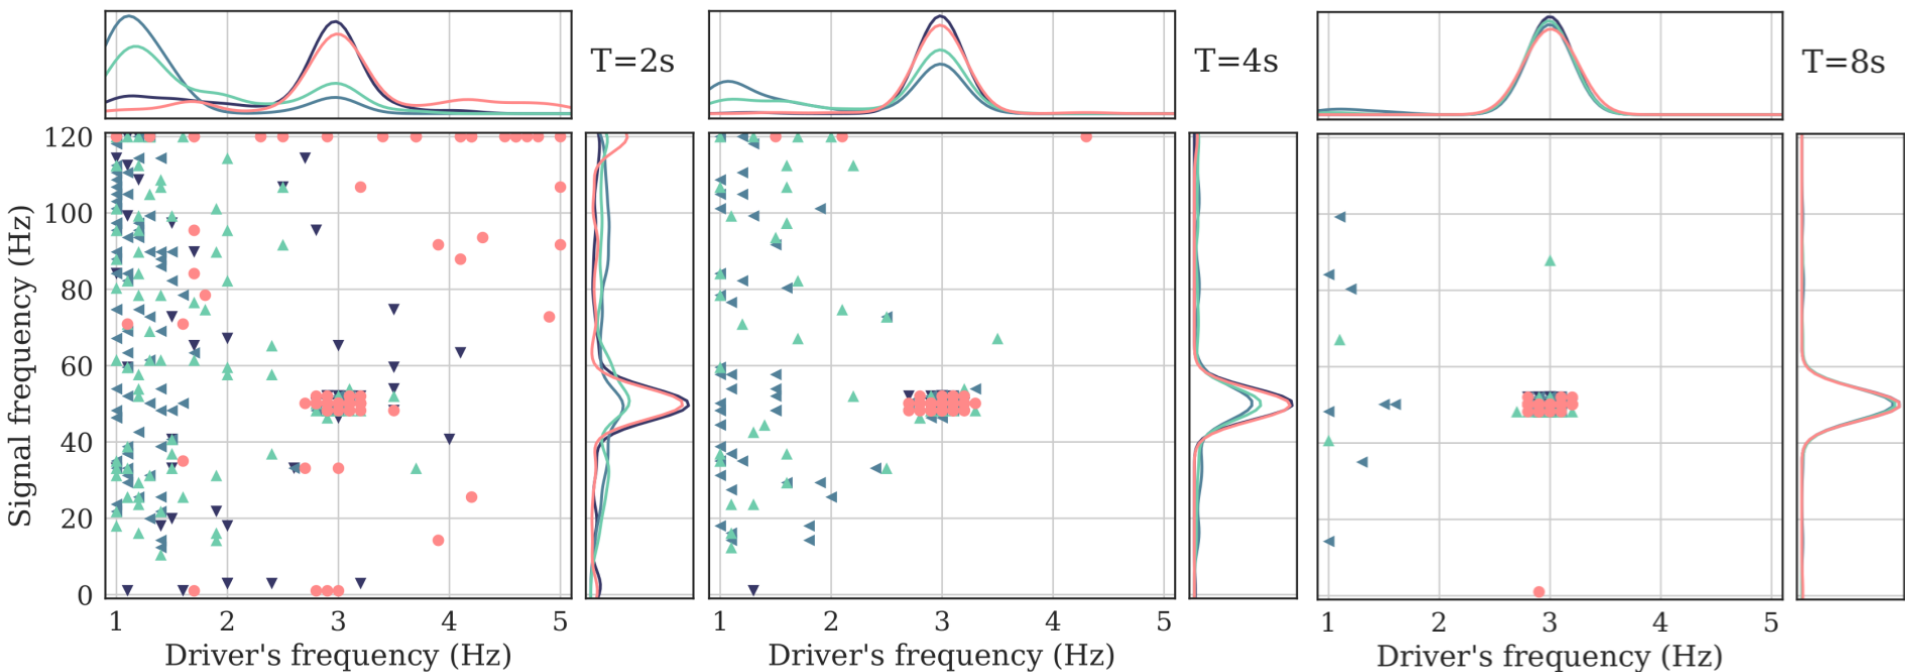 T=2s
T=4s
T=8s
Signal frequency (Hz)
120
100
80
60
40
20
0
1 2 3 4 5
1 2 3 4 5
1 2 3 4 5
Driver's frequency (Hz)
Driver's frequency (Hz)
Driver's frequency (Hz)